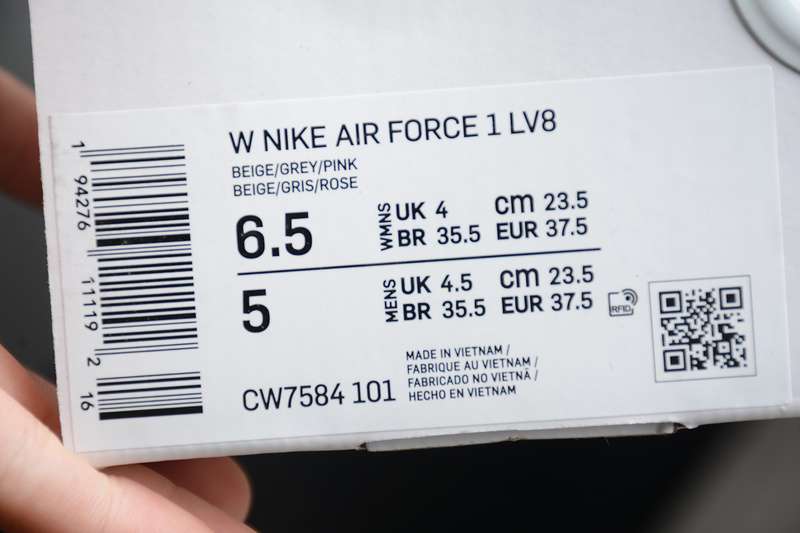 W NIKE AIR FORCE 1 LV8
BEIGE/GREY/PINK
BEIGE/GRIS/ROSE
6.5 WMNS UK 4 cm 23.5
BR 35.5 EUR 37.5
5 MENS UK 4.5 cm 23.5
BR 35.5 EUR 37.5
RFID
CW7584 101
MADE IN VIETNAM /
FABRIQUE AU VIETNAM /
FABRICADO NO VIETNÃ /
HECHO EN VIETNAM
1 94276 11119 2 16